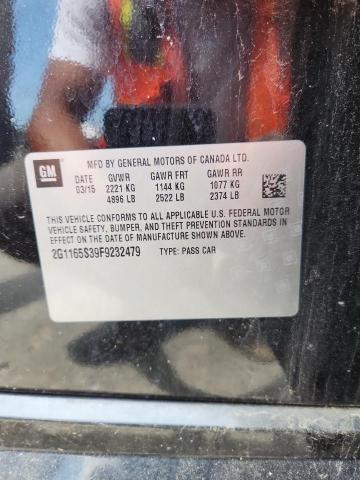 GM
MFD BY GENERAL MOTORS OF CANADA LTD.
DATE GVWR GAWR FRT GAWR RR
03/15 2221 KG 1144 KG 1077 KG
4896 LB 2522 LB 2374 LB
THIS VEHICLE CONFORMS TO ALL APPLICABLE U.S. FEDERAL MOTOR
VEHICLE SAFETY, BUMPER, AND THEFT PREVENTION STANDARDS IN
EFFECT ON THE DATE OF MANUFACTURE SHOWN ABOVE.
2G1165S39F9232479 TYPE: PASS CAR